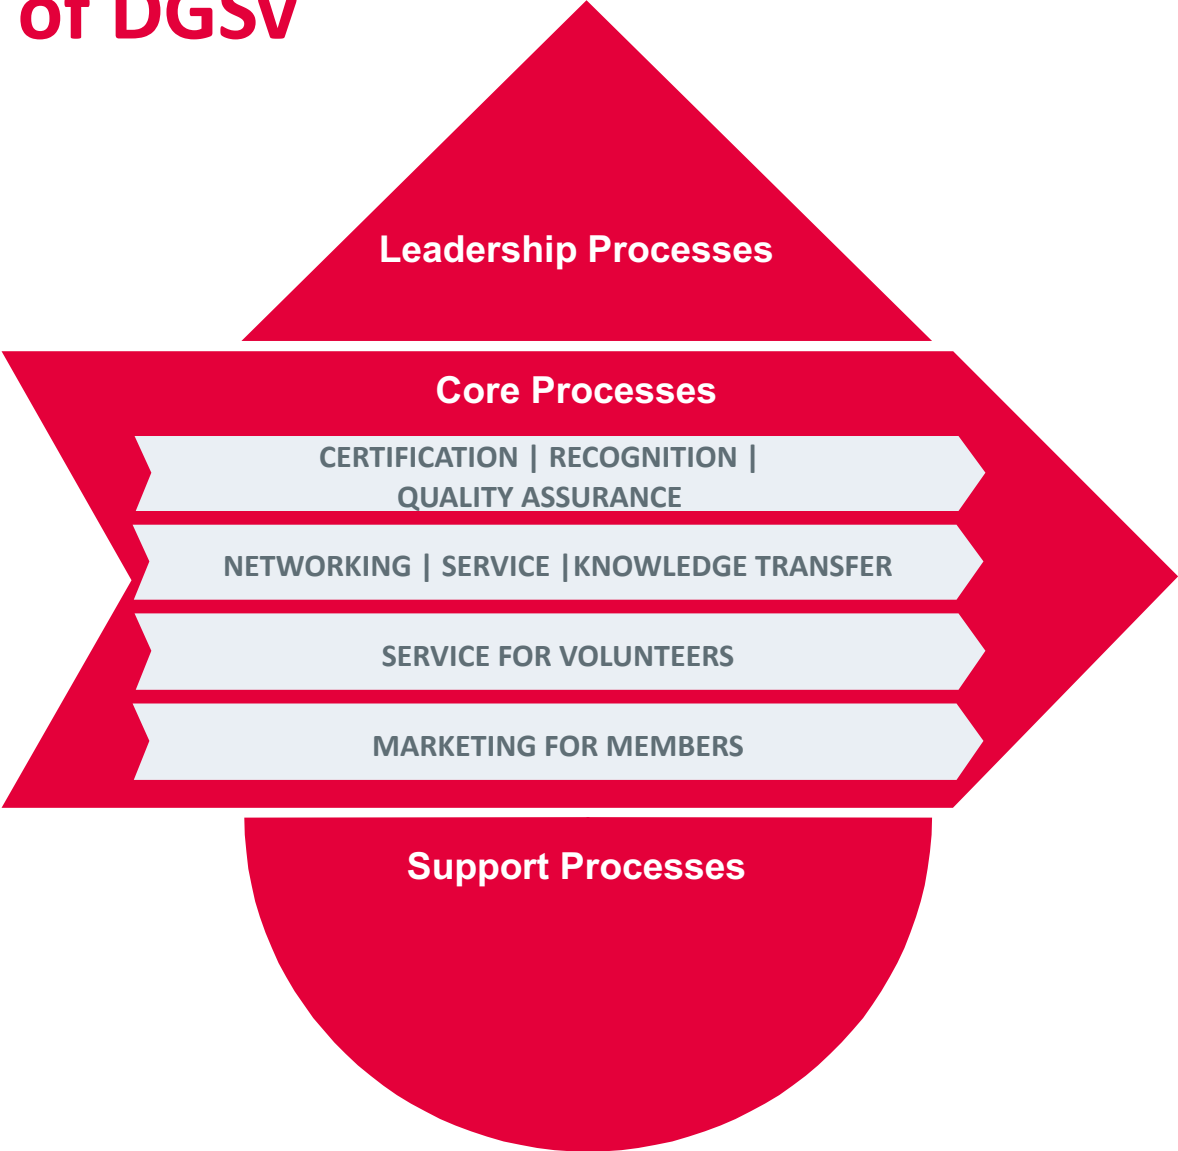 of DGSv
Leadership Processes
Core Processes
CERTIFICATION | RECOGNITION |
QUALITY ASSURANCE
NETWORKING | SERVICE |KNOWLEDGE TRANSFER
SERVICE FOR VOLUNTEERS
MARKETING FOR MEMBERS
Support Processes